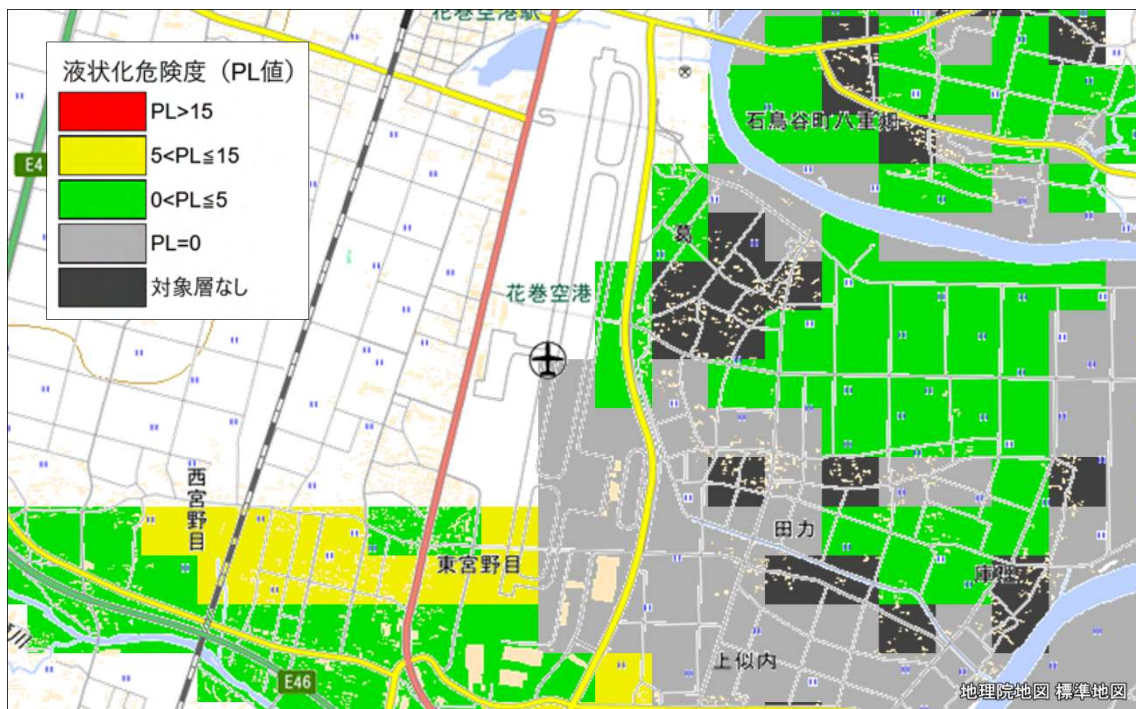 花巻空港駅
液状化危険度（PL値）
PL>15
5<PL≦15
0<PL≦5
PL=0
対象層なし
E4
石鳥谷町八重畑
葛
花巻空港
西宮野目
東宮野目
田力
上似内
E46
川
地理院地図 標準地図